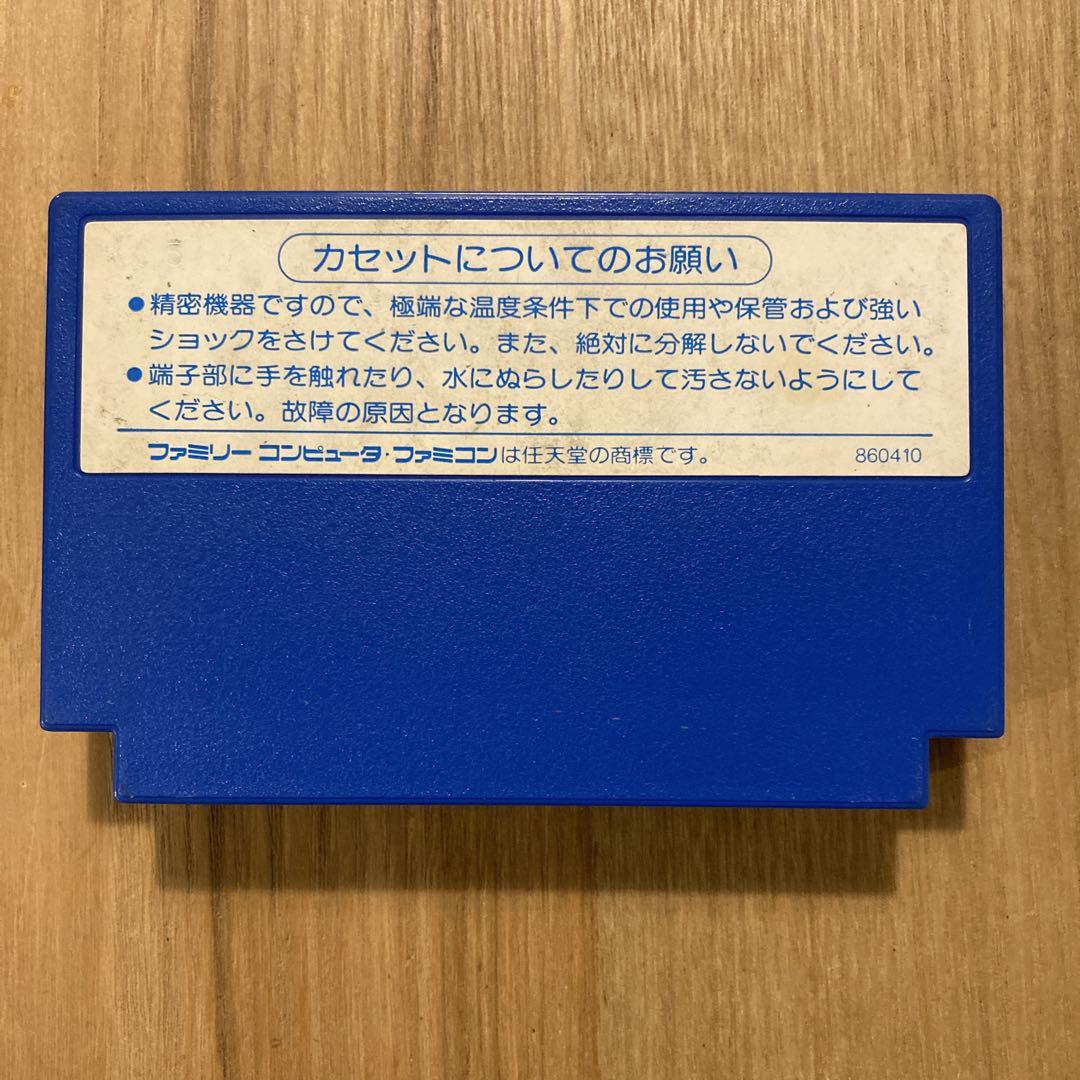 カセットについてのお願い
●精密機器ですので、極端な温度条件下での使用や保管および強い
ショックをさけてください。また、絶対に分解しないでください。
●端子部に手を触れたり、水にぬらしたりして汚さないようにして
ください。故障の原因となります。
ファミリー コンピュータ・ファミコンは任天堂の商標です。 860410